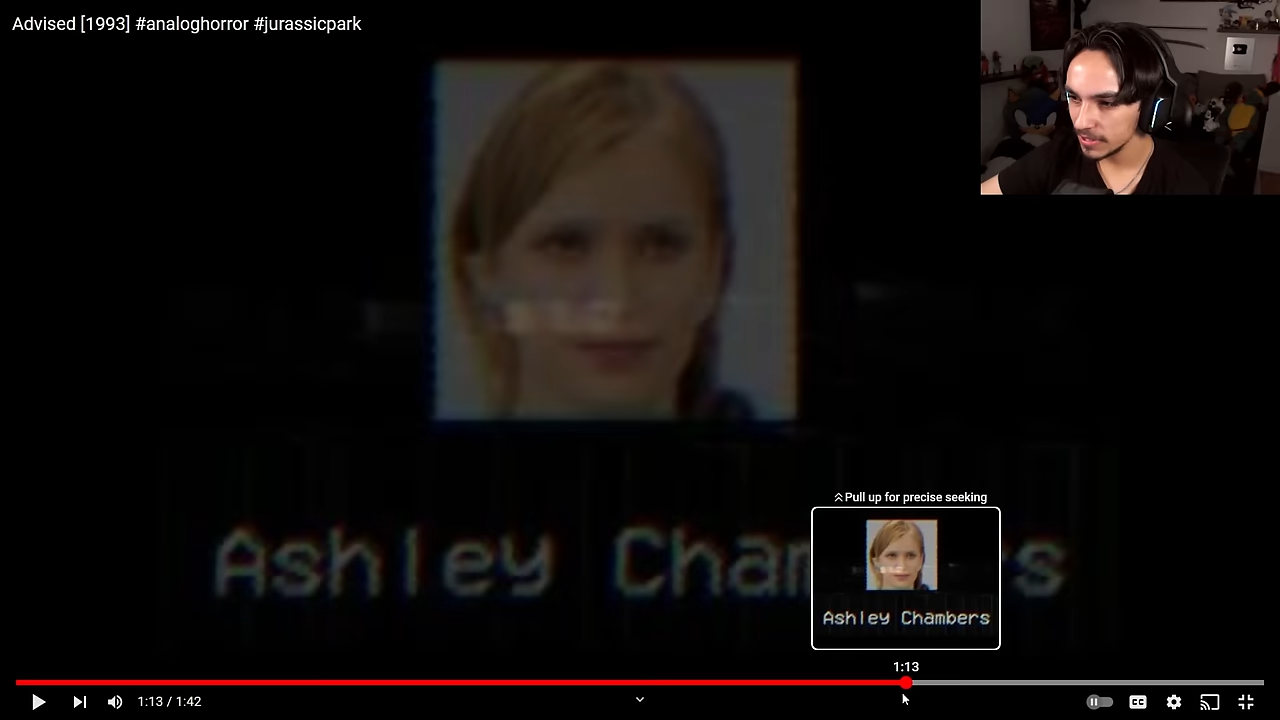 Advised [1993] #analoghorror #jurassicpark
Pull up for precise seeking
Ashley Cham s
Ashley Chambers
1:13
1:13 / 1:42
CC